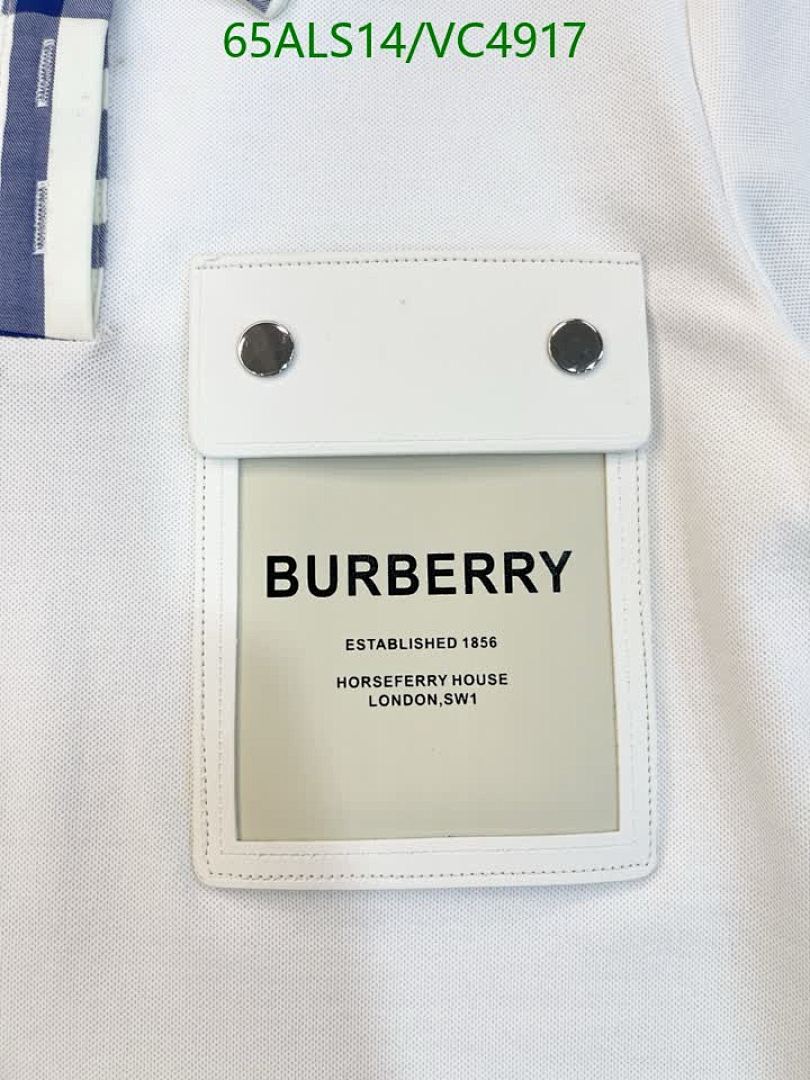 65ALS14/VC4917
BURBERRY
ESTABLISHED 1856
HORSEFERRY HOUSE
LONDON,SW1